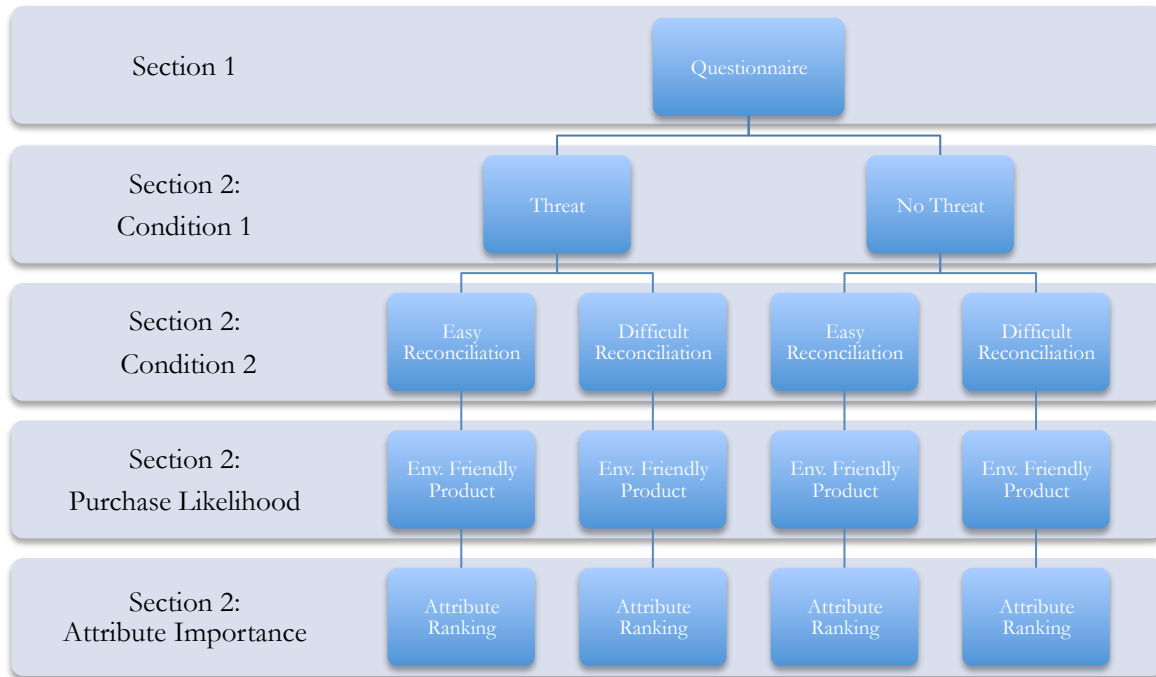 Section 1
Questionnaire
Section 2:
Condition 1
Threat
No Threat
Section 2:
Condition 2
Easy
Reconciliation
Difficult
Reconciliation
Easy
Reconciliation
Difficult
Reconciliation
Section 2:
Purchase Likelihood
Env. Friendly
Product
Env. Friendly
Product
Env. Friendly
Product
Env. Friendly
Product
Section 2:
Attribute Importance
Attribute
Ranking
Attribute
Ranking
Attribute
Ranking
Attribute
Ranking